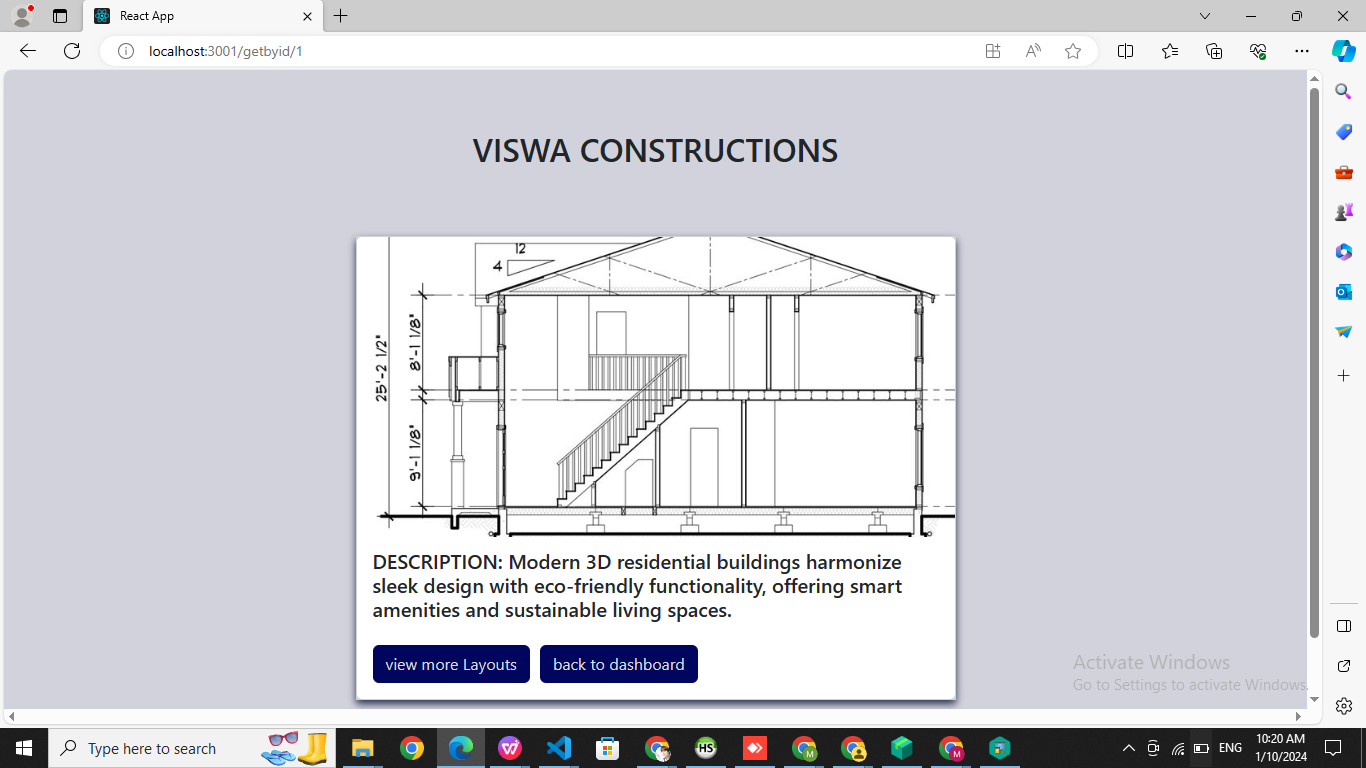 React App
localhost:3001/getbyid/1
VISWA CONSTRUCTIONS
12
4
25'-2 1/2"
8'-1 1/8"
9'-1 1/8"
DESCRIPTION: Modern 3D residential buildings harmonize
sleek design with eco-friendly functionality, offering smart
amenities and sustainable living spaces.
view more Layouts
back to dashboard
Activate Windows
Go to Settings to activate Windows.
Type here to search
HS
M
M
ENG
10:20 AM
1/10/2024